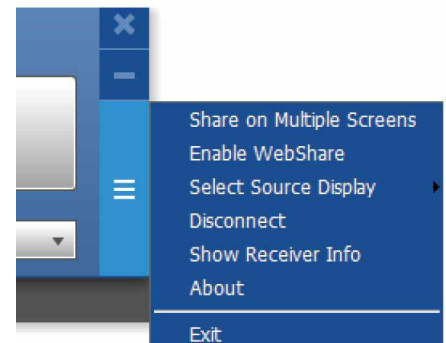 Share on Multiple Screens
Enable WebShare
Select Source Display
Disconnect
Show Receiver Info
About
Exit